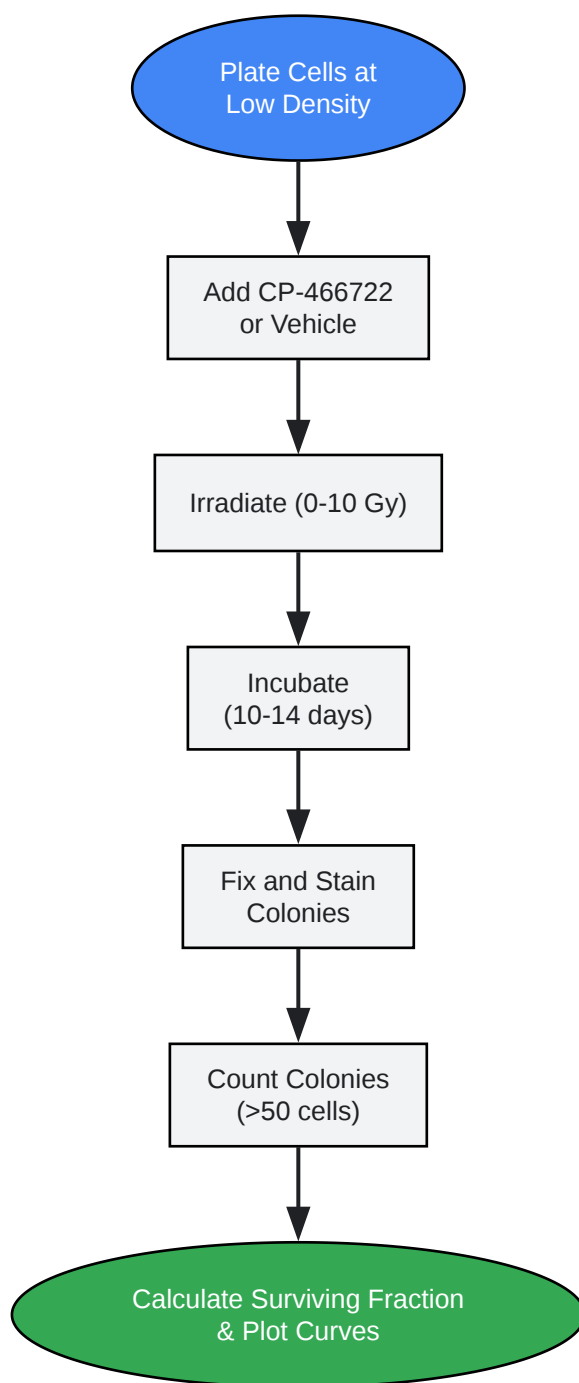 Plate Cells at
Low Density
Add CP-466722
or Vehicle
Irradiate (0-10 Gy)
Incubate
(10-14 days)
Fix and Stain
Colonies
Count Colonies
(>50 cells)
Calculate Surviving Fraction
& Plot Curves